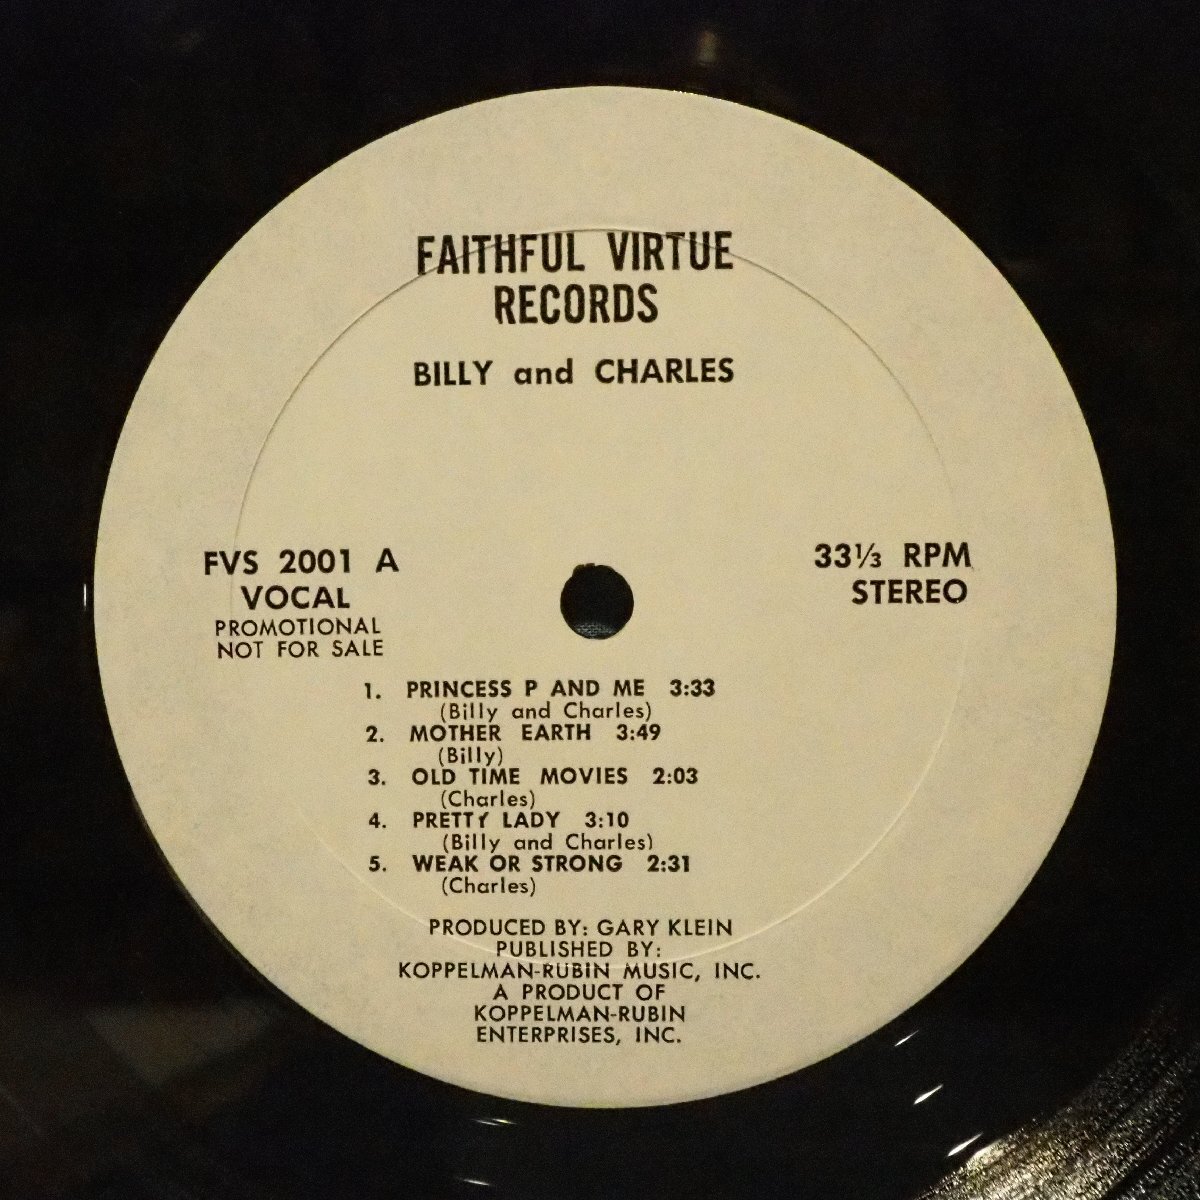 FAITHFUL VIRTUE
RECORDS
BILLY and CHARLES
FVS 2001 A
VOCAL
PROMOTIONAL
NOT FOR SALE
33⅓ RPM
STEREO
1. PRINCESS P AND ME 3:33
(Billy and Charles)
2. MOTHER EARTH 3:49
(Billy)
3. OLD TIME MOVIES 2:03
(Charles)
4. PRETTY LADY 3:10
(Billy and Charles)
5. WEAK OR STRONG 2:31
(Charles)
PRODUCED BY: GARY KLEIN
PUBLISHED BY:
KOPPELMAN-RUBIN MUSIC, INC.
A PRODUCT OF
KOPPELMAN-RUBIN
ENTERPRISES, INC.